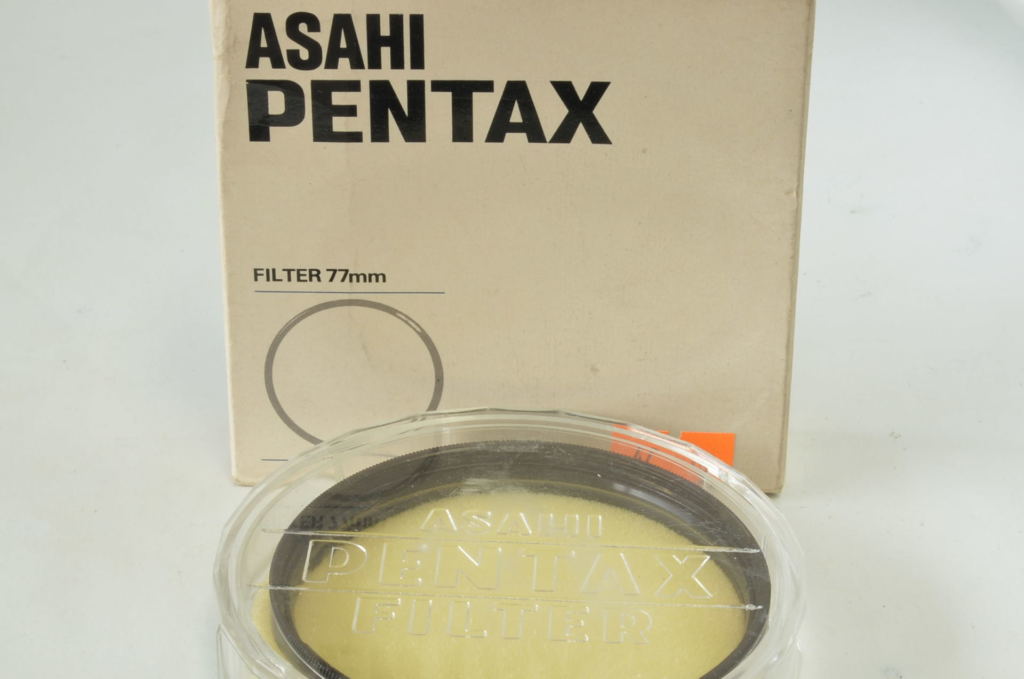 ASAHI
PENTAX
FILTER 77mm
ASAHI
PENTAX
FILTER